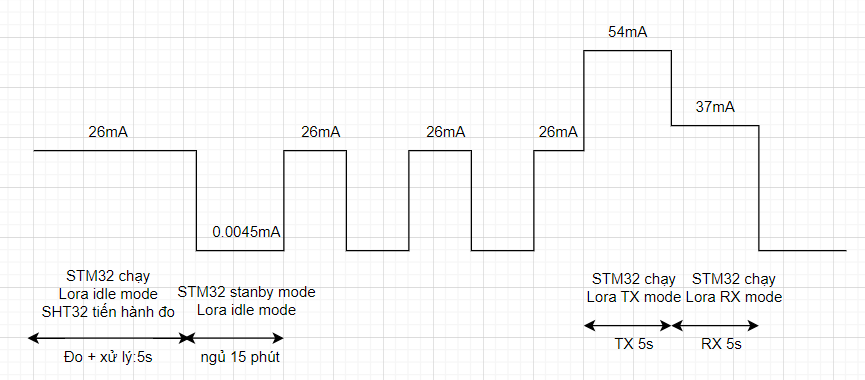 54mA
37mA
26mA
26mA
26mA
26mA
0.0045mA
STM32 chạy
Lora idle mode
SHT32 tiến hành đo
STM32 stanby mode
Lora idle mode
STM32 chạy
Lora TX mode
STM32 chạy
Lora RX mode
Đo + xử lý:5s
ngủ 15 phút
TX 5s
RX 5s